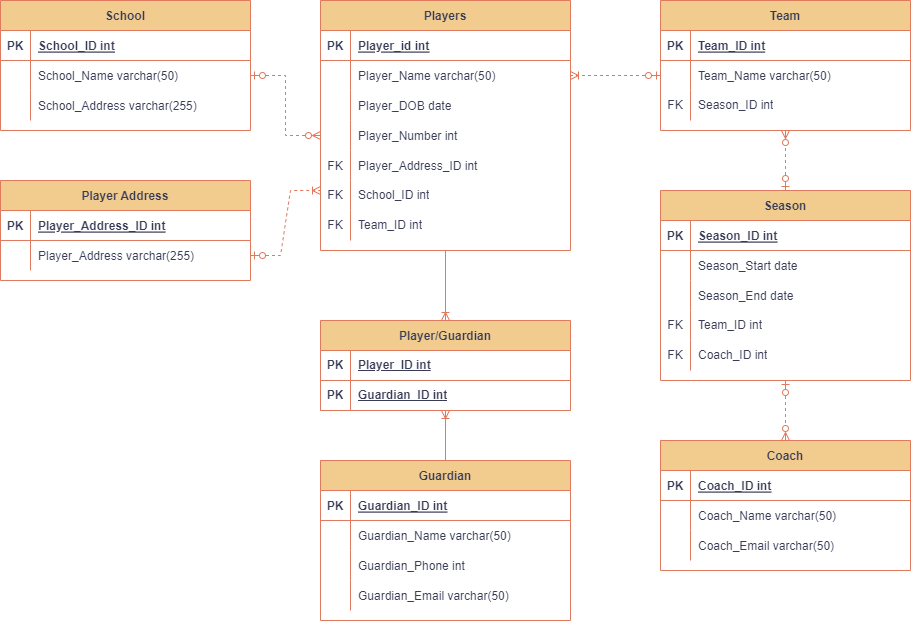 School
PK School_ID int
School_Name varchar(50)
School_Address varchar(255)
Player Address
PK Player_Address_ID int
Player_Address varchar(255)
Players
PK Player_id int
Player_Name varchar(50)
Player_DOB date
Player_Number int
FK Player_Address_ID int
FK School_ID int
FK Team_ID int
Player/Guardian
PK Player_ID int
PK Guardian_ID int
Guardian
PK Guardian_ID int
Guardian_Name varchar(50)
Guardian_Phone int
Guardian_Email varchar(50)
Team
PK Team_ID int
Team_Name varchar(50)
FK Season_ID int
Season
PK Season_ID int
Season_Start date
Season_End date
FK Team_ID int
FK Coach_ID int
Coach
PK Coach_ID int
Coach_Name varchar(50)
Coach_Email varchar(50)